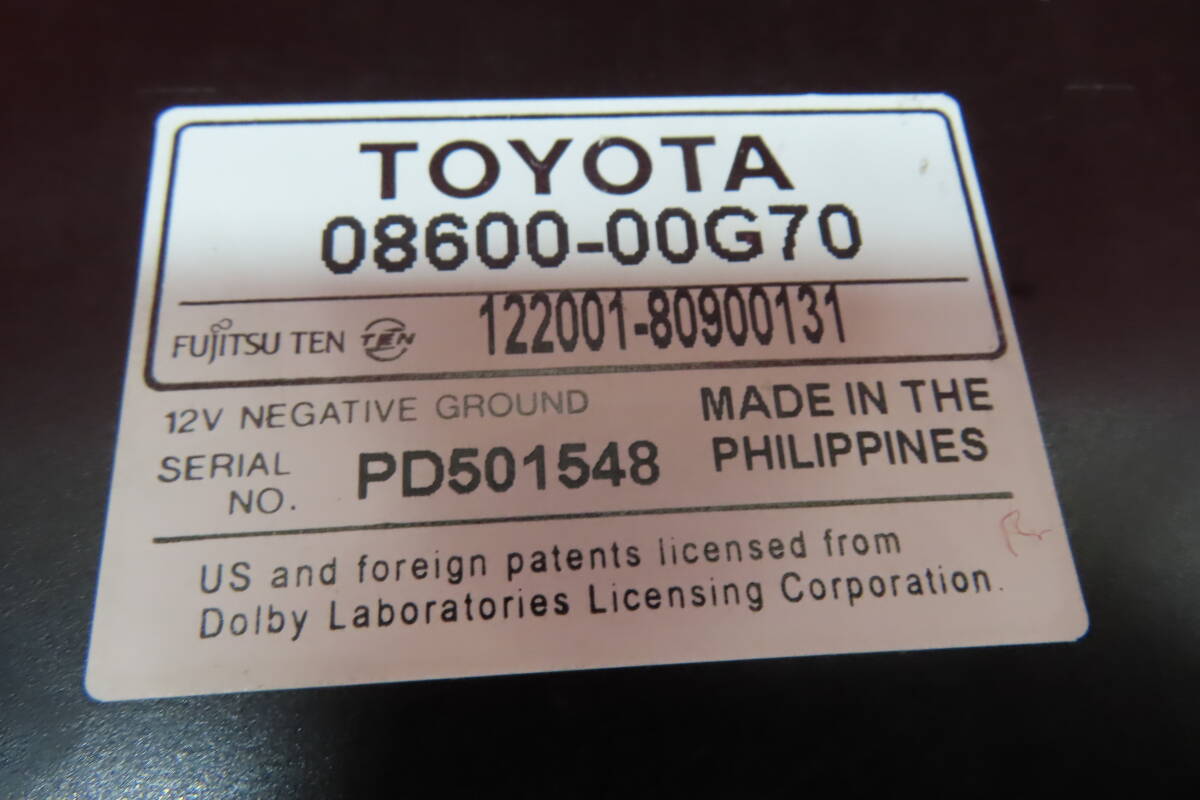 TOYOTA
08600-00G70
FUJITSU TEN TEN 122001-80900131
12V NEGATIVE GROUND
SERIAL NO. PD501548
MADE IN THE
PHILIPPINES
US and foreign patents licensed from
Dolby Laboratories Licensing Corporation.